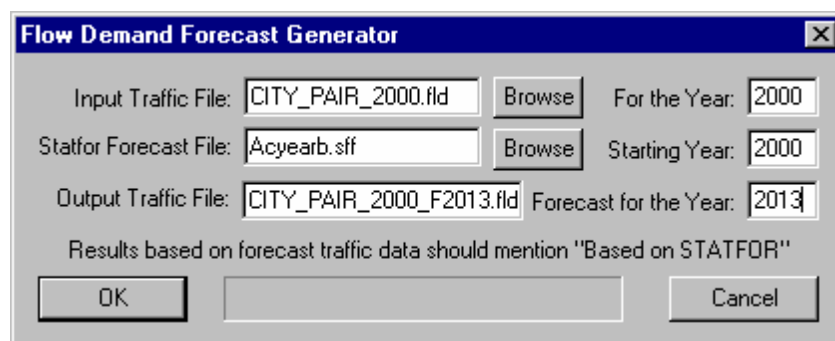 Flow Demand Forecast Generator
Input Traffic File: CITY_PAIR_2000.fld Browse For the Year: 2000
Statfor Forecast File: Acyearb.sff Browse Starting Year: 2000
Output Traffic File: CITY_PAIR_2000_F2013.fld Forecast for the Year: 2013
Results based on forecast traffic data should mention "Based on STATFOR"
OK Cancel